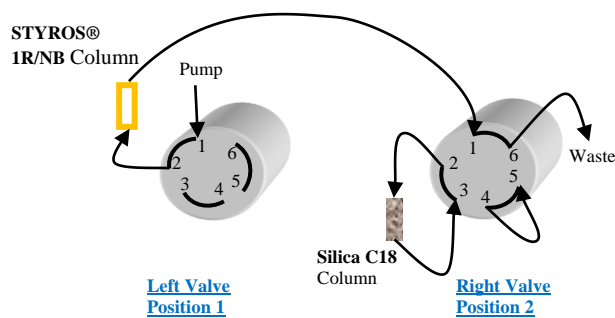 STYROS®
1R/NB Column
Pump
1
2
3
4
5
6
1
2
3
4
5
6
Waste
Silica C18
Column
Left Valve
Position 1
Right Valve
Position 2